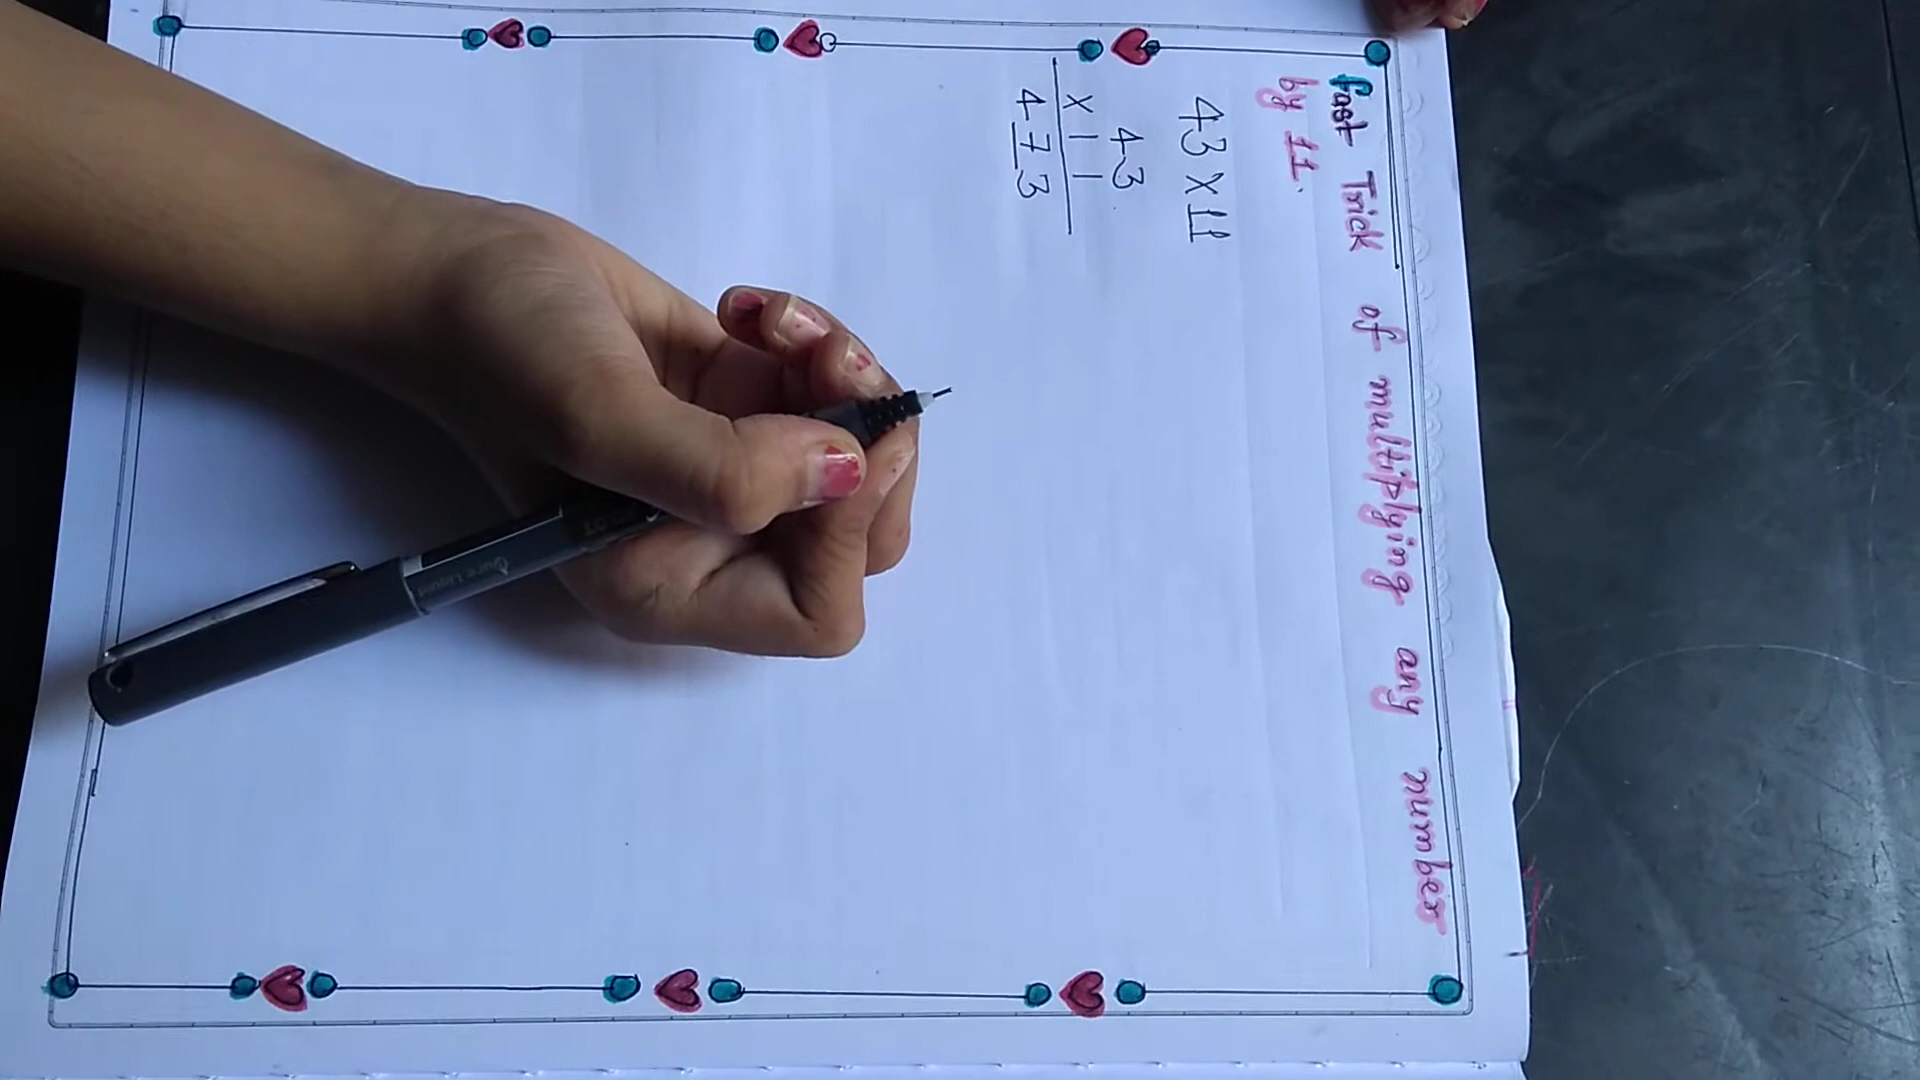 fast Trick of multiplying any number
by 11.
43 X 11
43
X 11
473